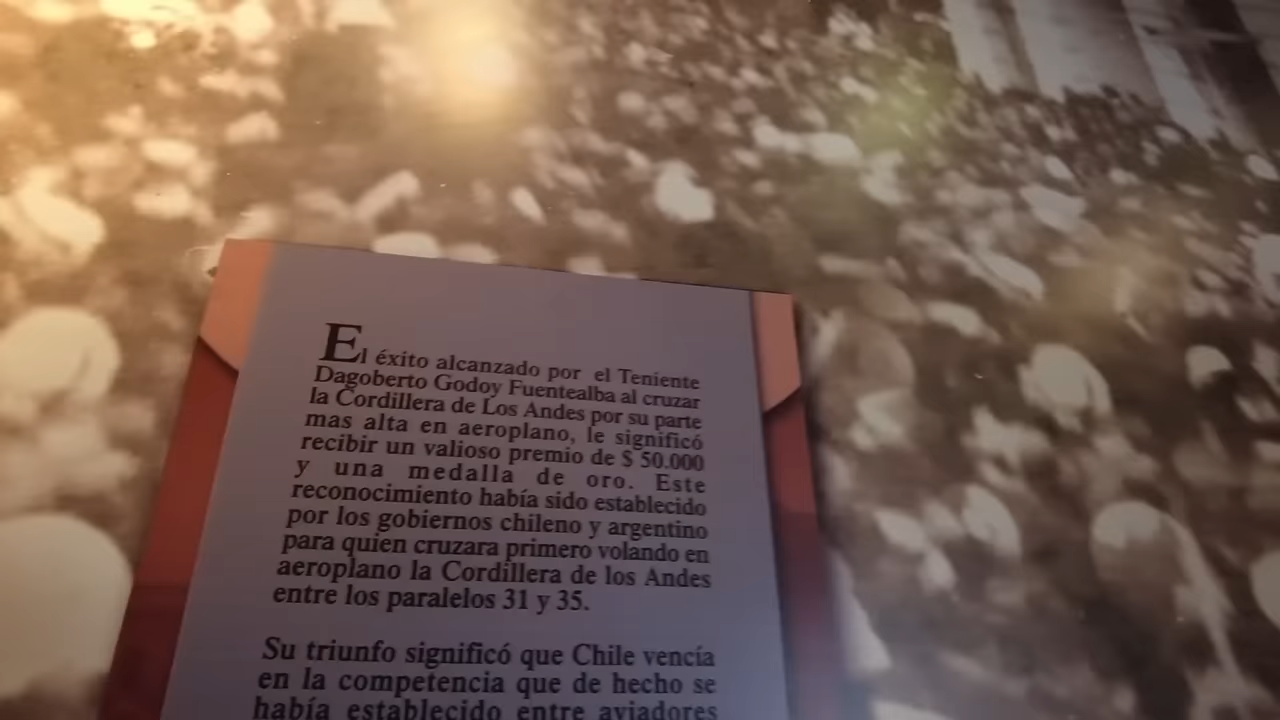 El éxito alcanzado por el Teniente
Dagoberto Godoy Fuentealba al cruzar
la Cordillera de Los Andes por su parte
mas alta en aeroplano, le significó
recibir un valioso premio de $ 50.000
y una medalla de oro. Este
reconocimiento había sido establecido
por los gobiernos chileno y argentino
para quien cruzara primero volando en
aeroplano la Cordillera de los Andes
entre los paralelos 31 y 35.
Su triunfo significó que Chile vencía
en la competencia que de hecho se
había establecido entre aviadores